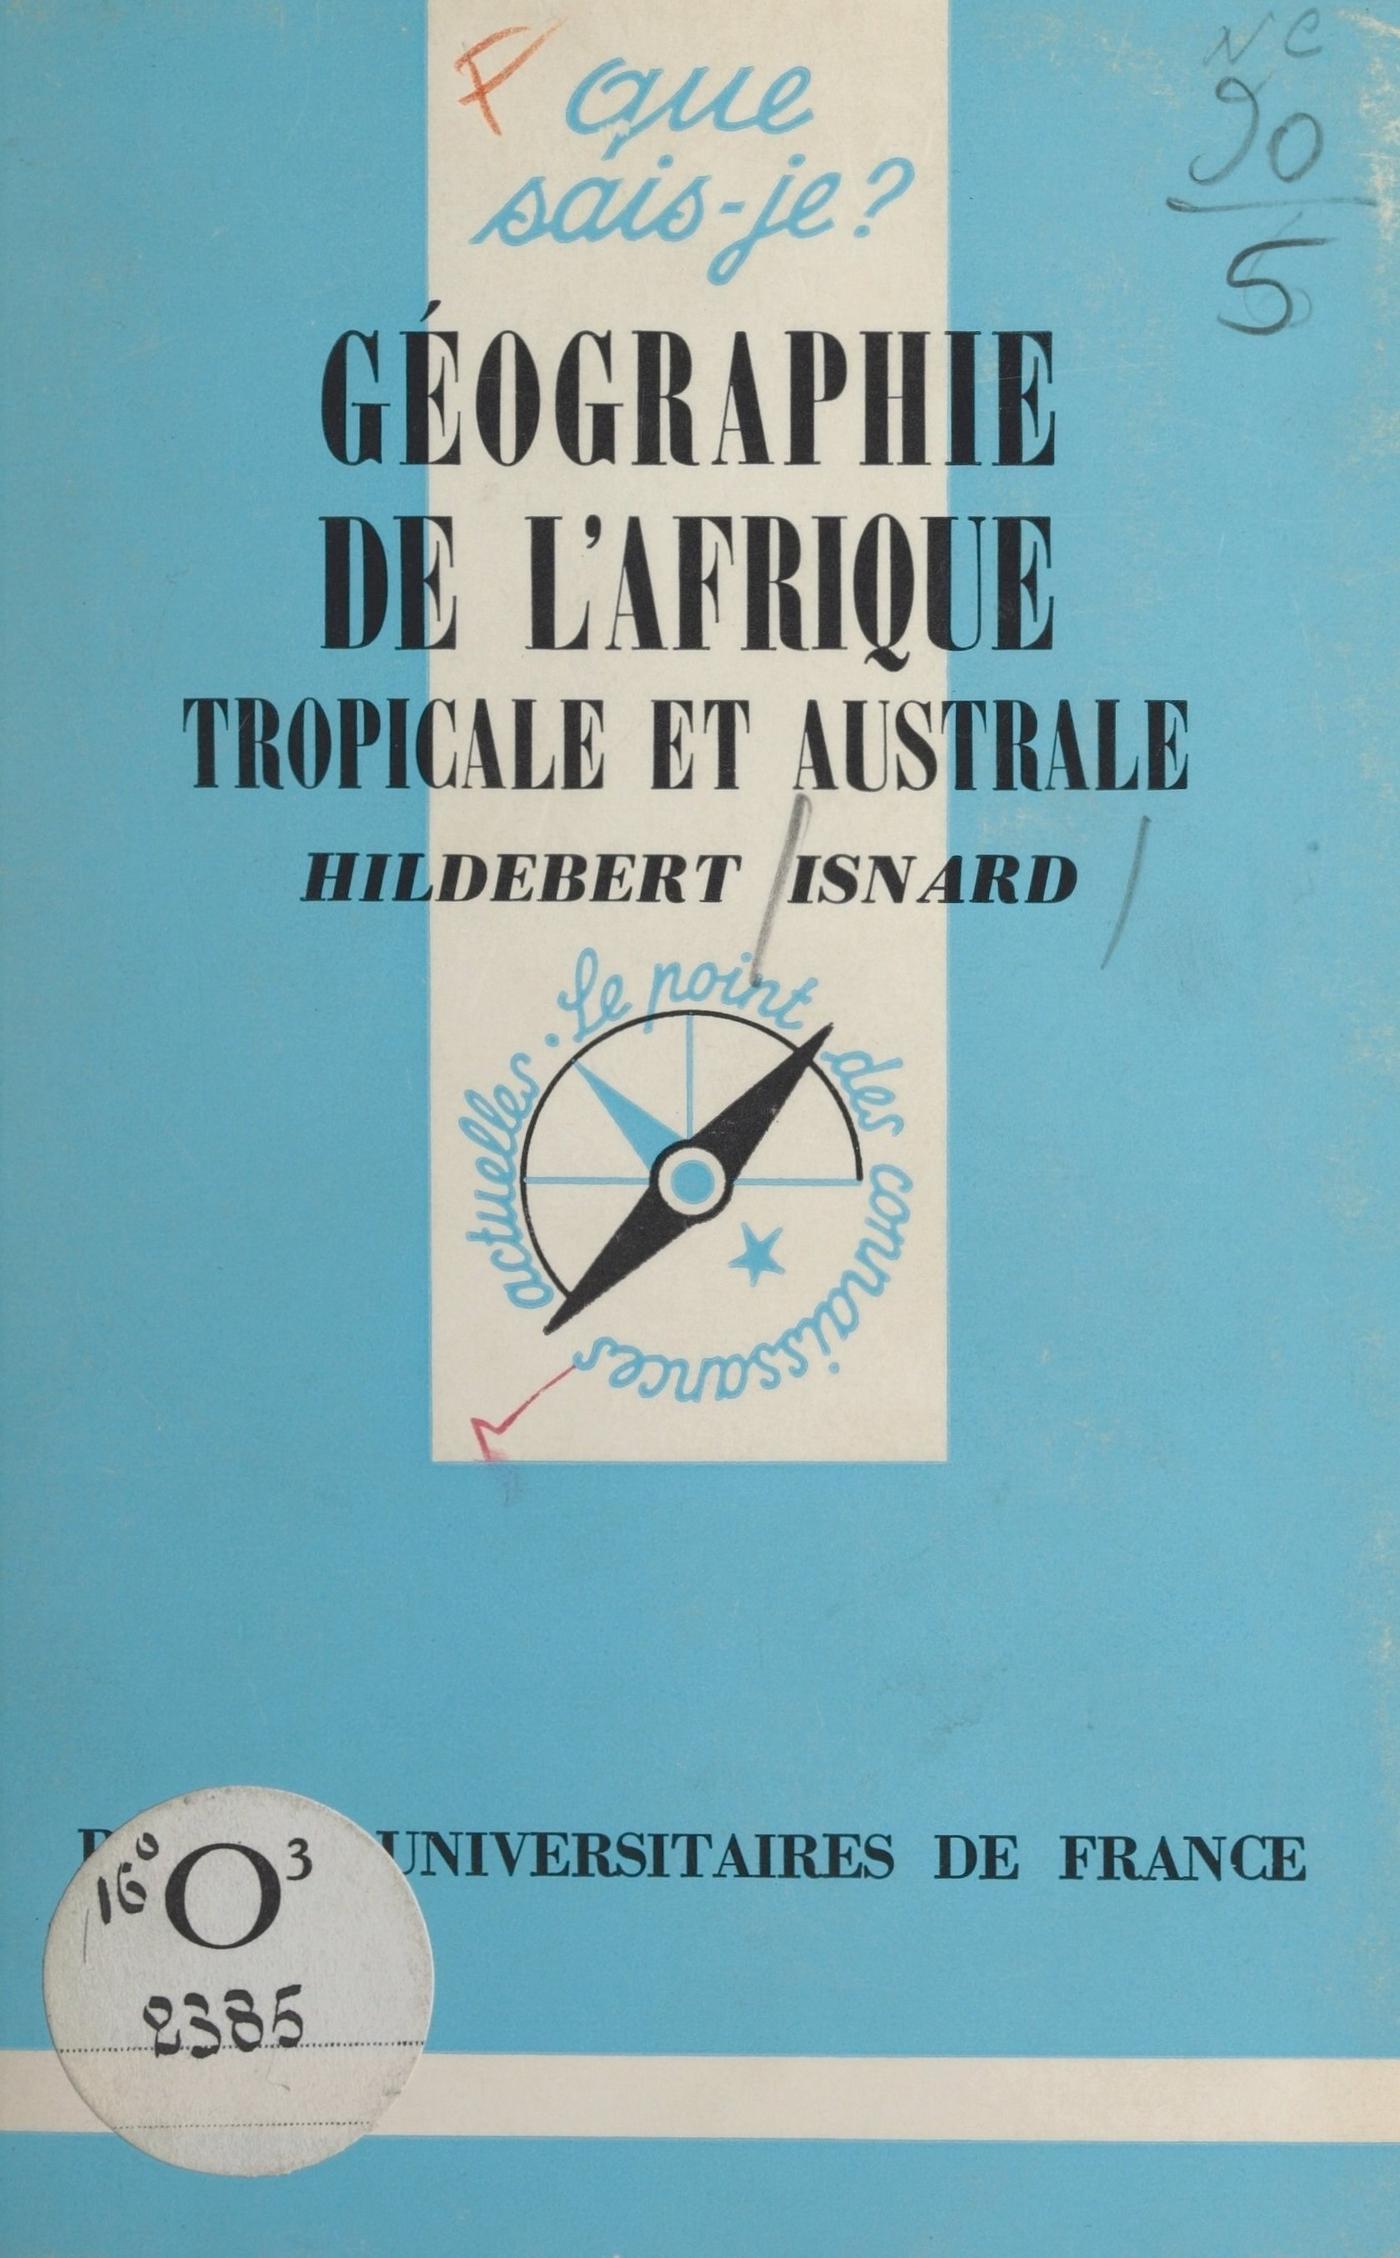 F
que
sais-je?
NC
90
5
GÉOGRAPHIE
DE L'AFRIQUE
TROPICALE ET AUSTRALE
HILDEBERT ISNARD
Le point des connaissances actuelles.
UNIVERSITAIRES DE FRANCE
16° O³
2385